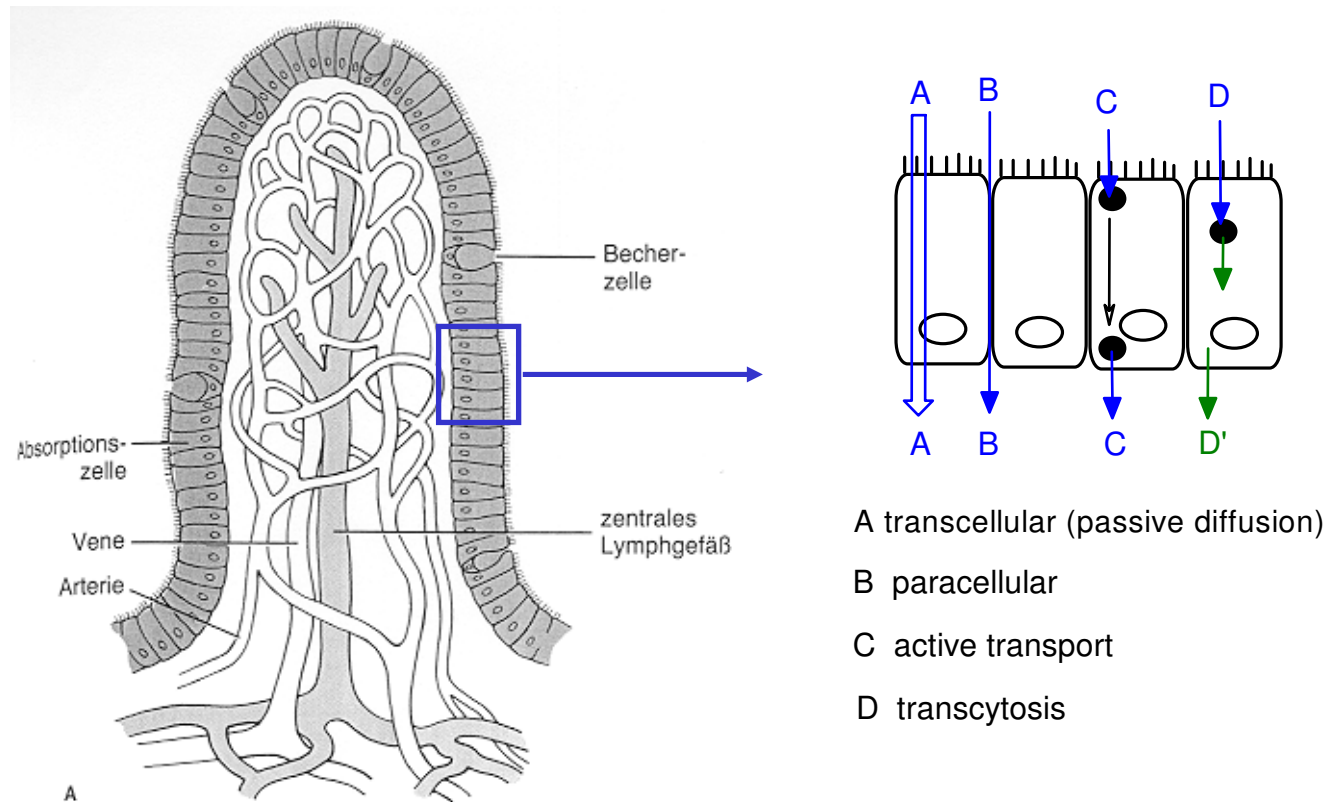 Becher-
zelle
Absorptions-
zelle
Vene
Arterie
zentrales
Lymphgefäß
A
A
B
C
D
A
B
C
D'
A transcellular (passive diffusion)
B paracellular
C active transport
D transcytosis